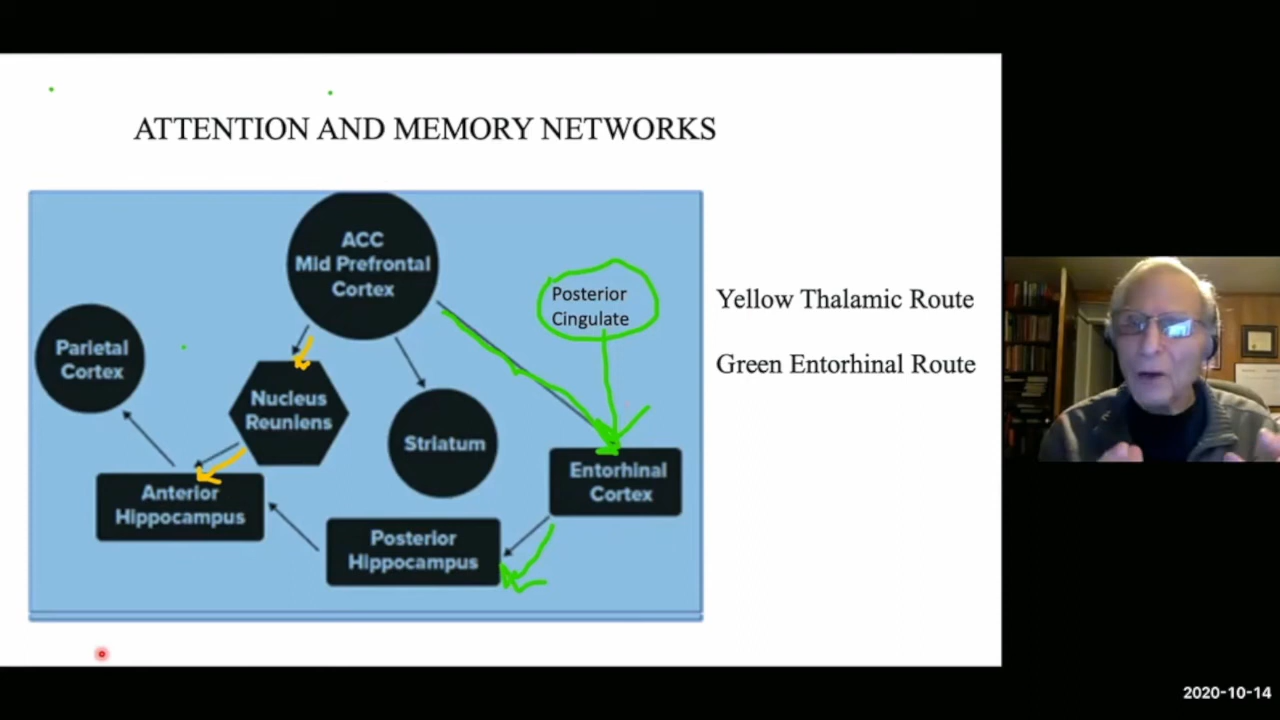 ATTENTION AND MEMORY NETWORKS
ACC
Mid Prefrontal
Cortex
Posterior
Cingulate
Parietal
Cortex
Nucleus
Reuniens
Striatum
Entorhinal
Cortex
Anterior
Hippocampus
Posterior
Hippocampus
Yellow Thalamic Route
Green Entorhinal Route
2020-10-14